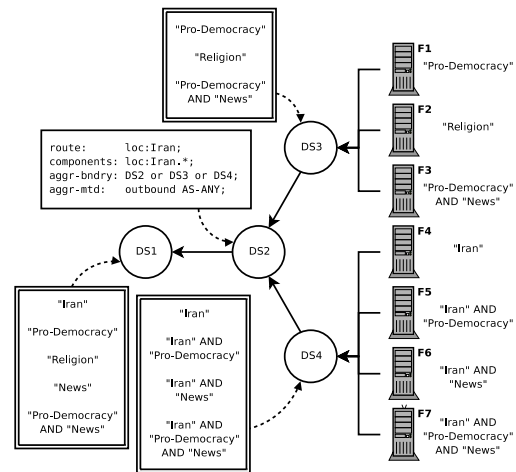 "Pro-Democracy"
"Religion"
"Pro-Democracy"
AND "News"
F1
"Pro-Democracy"
F2
"Religion"
F3
"Pro-Democracy"
AND "News"
DS3
route: loc:Iran;
components: loc:Iran.*;
aggr-bndry: DS2 or DS3 or DS4;
aggr-mtd: outbound AS-ANY;
DS1
DS2
F4
"Iran"
F5
"Iran" AND
"Pro-Democracy"
F6
"Iran" AND
"News"
F7
"Iran" AND
"Pro-Democracy"
AND "News"
DS4
"Iran"
"Pro-Democracy"
"Religion"
"News"
"Pro-Democracy"
AND "News"
"Iran"
"Iran" AND
"Pro-Democracy"
"Iran" AND
"News"
"Iran" AND
"Pro-Democracy"
AND "News"